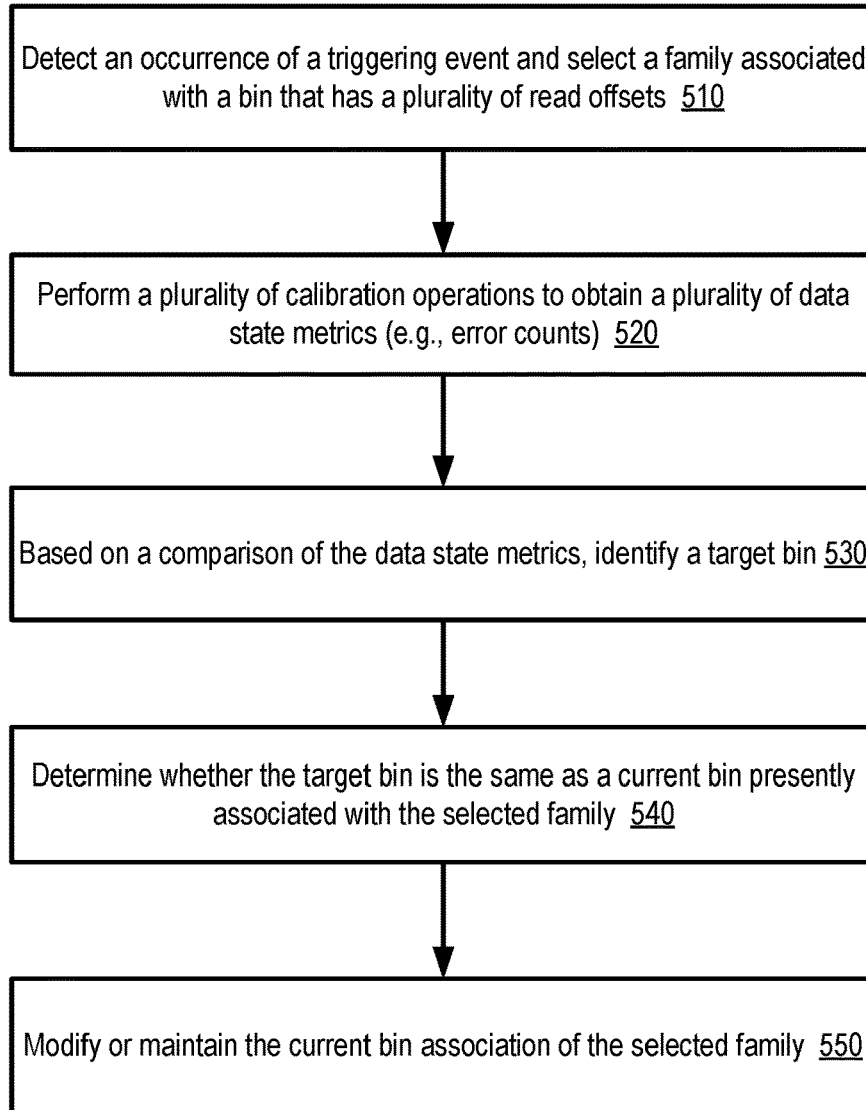 Detect an occurrence of a triggering event and select a family associated
with a bin that has a plurality of read offsets 510
Perform a plurality of calibration operations to obtain a plurality of data
state metrics (e.g., error counts) 520
Based on a comparison of the data state metrics, identify a target bin 530
Determine whether the target bin is the same as a current bin presently
associated with the selected family 540
Modify or maintain the current bin association of the selected family 550